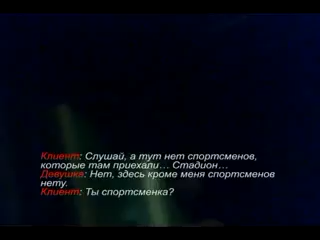 Клиент: Слушай, а тут нет спортсменов,
которые там приехали... Стадион...
Девушка: Нет, здесь кроме меня спортсменов
нету.
Клиент: Ты спортсменка?